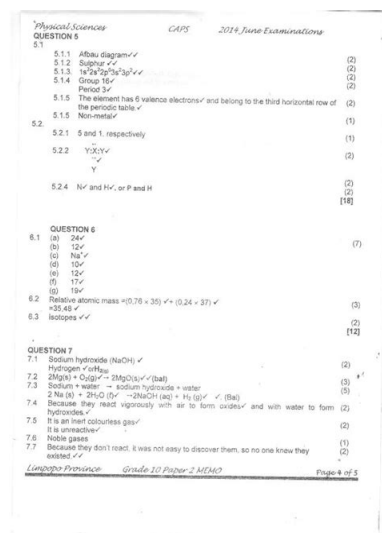 Physical Sciences CAPS 2014 June Examinations
QUESTION 5
5.1
5.1.1 Afbau diagram✓✓ (2)
5.1.2 Sulphur ✓✓ (2)
5.1.3. 1s²2s²2p⁶3s²3p⁴✓✓ (2)
5.1.4 Group 16✓ (2)
Period 3✓
5.1.5 The element has 6 valence electrons✓ and belong to the third horizontal row of (2)
the periodic table.✓
5.1.5 Non-metal✓ (1)
5.2.
5.2.1 5 and 1, respectively (1)
5.2.2 Y:X:Y✓ (2)
Y
5.2.4 N✓ and H✓, or P and H (2)
(2)
[18]
QUESTION 6
6.1 (a) 24✓ (7)
(b) 12✓
(c) Na⁺✓
(d) 10✓
(e) 12✓
(f) 17✓
(g) 19✓
6.2 Relative atomic mass =(0,76 × 35) ✓+ (0,24 × 37) ✓ (3)
=35,48 ✓
6.3 Isotopes ✓✓ (2)
[12]
QUESTION 7
7.1 Sodium hydroxide (NaOH) ✓ (2)
Hydrogen ✓orH₂₍g₎
7.2 2Mg(s) + O₂(g)✓→ 2MgO(s)✓✓(bal) (3)
7.3 Sodium + water → sodium hydroxide + water (5)
2 Na (s) + 2H₂O (l)✓ →2NaOH (aq) + H₂ (g)✓ ✓. (Bal)
7.4 Because they react vigorously with air to form oxides✓ and with water to form (2)
hydroxides.✓
7.5 It is an inert colourless gas✓ (2)
It is unreactive✓
7.6 Noble gases (1)
7.7 Because they don't react, it was not easy to discover them, so no one knew they (2)
existed.✓✓
Limpopo Province Grade 10 Paper 2 MEMO Page 4 of 5